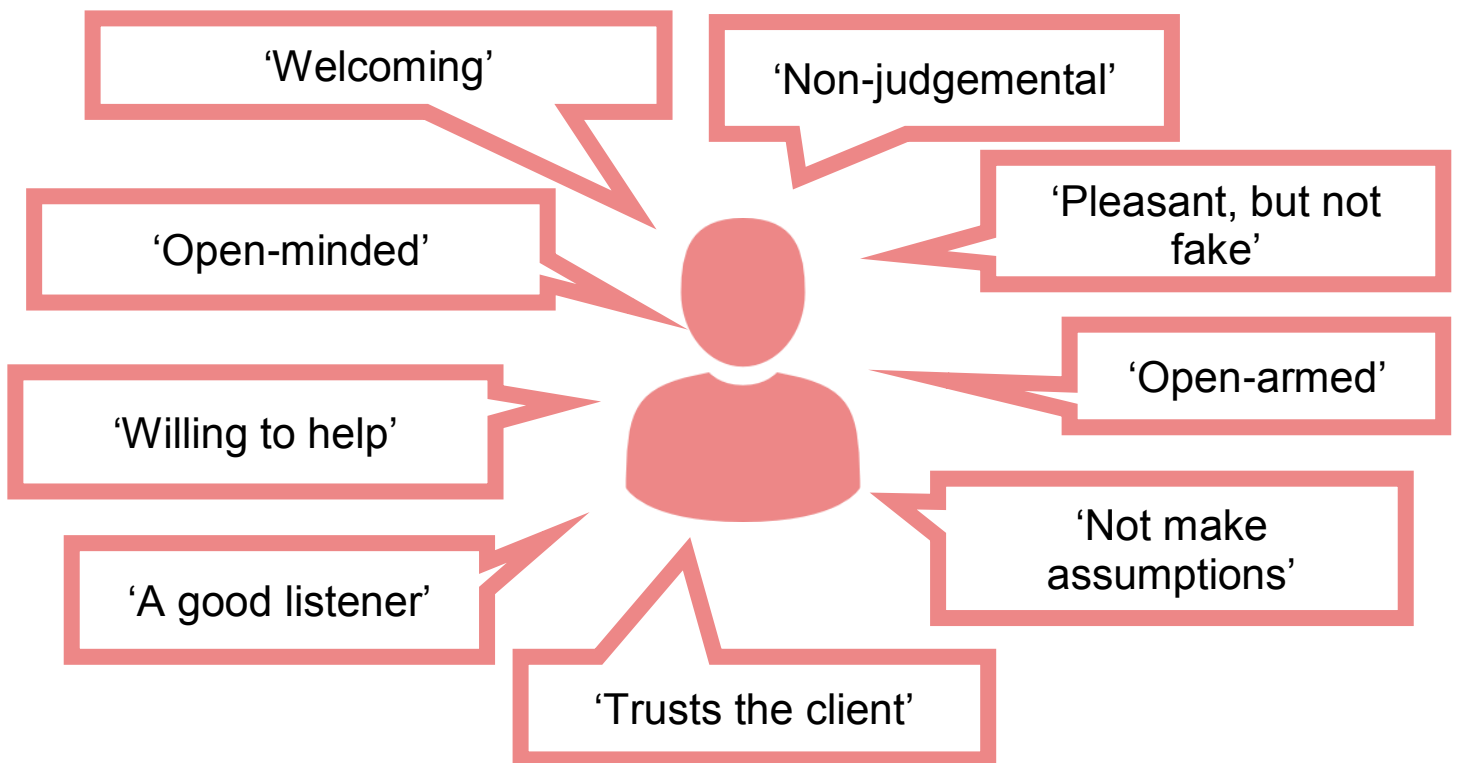 ‘Welcoming’
‘Non-judgemental’
‘Pleasant, but not
fake’
‘Open-minded’
‘Open-armed’
‘Willing to help’
‘Not make
assumptions’
‘A good listener’
‘Trusts the client’